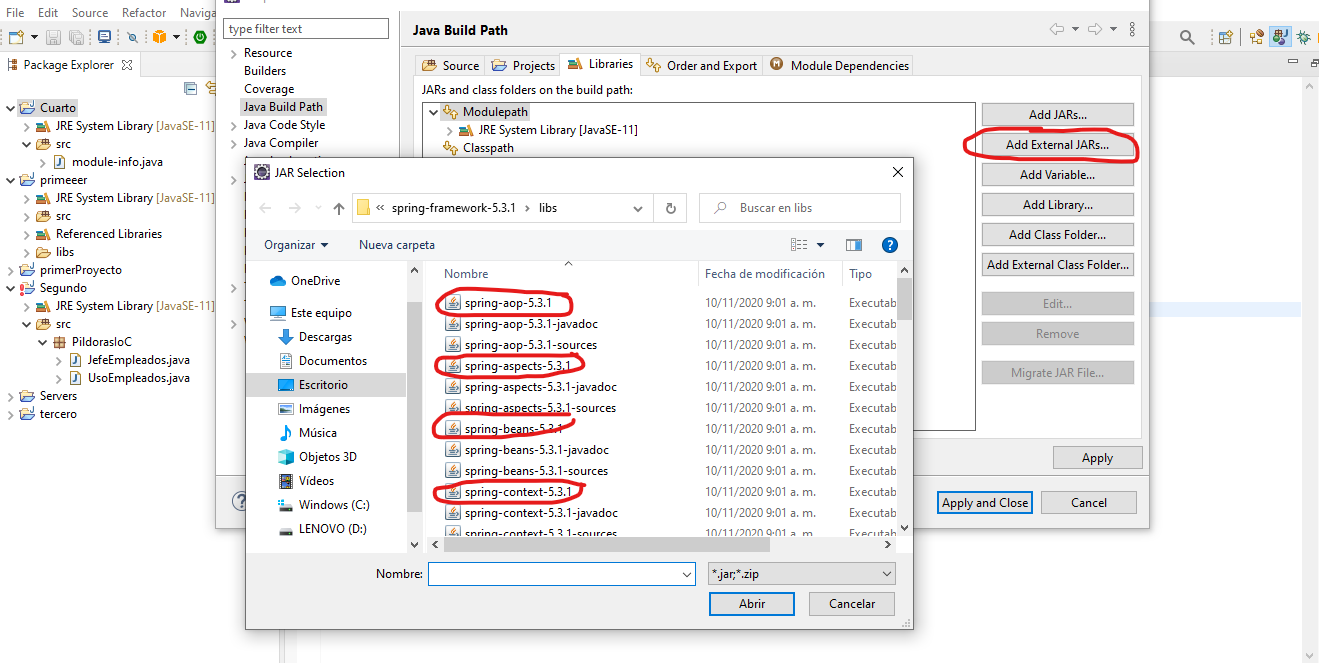 File Edit Source Refactor Naviga
Package Explorer
Cuarto
JRE System Library [JavaSE-11]
src
module-info.java
primeeer
JRE System Library [JavaSE-11]
src
Referenced Libraries
libs
primerProyecto
Segundo
JRE System Library [JavaSE-11]
src
PildorasIoC
JefeEmpleados.java
UsoEmpleados.java
Servers
tercero
type filter text
Resource
Builders
Coverage
Java Build Path
Java Code Style
Java Compiler
Java Build Path
Source Projects Libraries Order and Export Module Dependencies
JARs and class folders on the build path:
Modulepath
JRE System Library [JavaSE-11]
Classpath
Add JARs...
Add External JARs...
Add Variable...
Add Library...
Add Class Folder...
Add External Class Folder...
Edit...
Remove
Migrate JAR File...
Apply
Apply and Close Cancel
JAR Selection
« spring-framework-5.3.1 › libs
Buscar en libs
Organizar Nueva carpeta
OneDrive
Este equipo
Descargas
Documentos
Escritorio
Imágenes
Música
Objetos 3D
Vídeos
Windows (C:)
LENOVO (D:)
Nombre Fecha de modificación Tipo
spring-aop-5.3.1 10/11/2020 9:01 a. m. Executab
spring-aop-5.3.1-javadoc 10/11/2020 9:01 a. m. Executab
spring-aop-5.3.1-sources 10/11/2020 9:01 a. m. Executab
spring-aspects-5.3.1 10/11/2020 9:01 a. m. Executab
spring-aspects-5.3.1-javadoc 10/11/2020 9:01 a. m. Executab
spring-aspects-5.3.1-sources 10/11/2020 9:01 a. m. Executab
spring-beans-5.3.1 10/11/2020 9:01 a. m. Executab
spring-beans-5.3.1-javadoc 10/11/2020 9:01 a. m. Executab
spring-beans-5.3.1-sources 10/11/2020 9:01 a. m. Executab
spring-context-5.3.1 10/11/2020 9:01 a. m. Executab
spring-context-5.3.1-javadoc 10/11/2020 9:01 a. m. Executab
spring-context-5.3.1-sources 10/11/2020 9:01 a. m. Executab
Nombre:
*.jar;*.zip
Abrir Cancelar